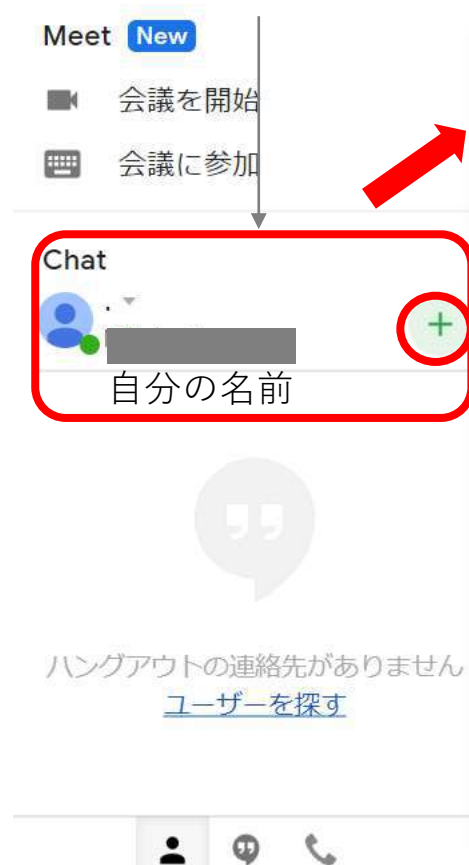 Meet New
会議を開始
会議に参加
Chat
自分の名前
ハングアウトの連絡先がありません
ユーザーを探す